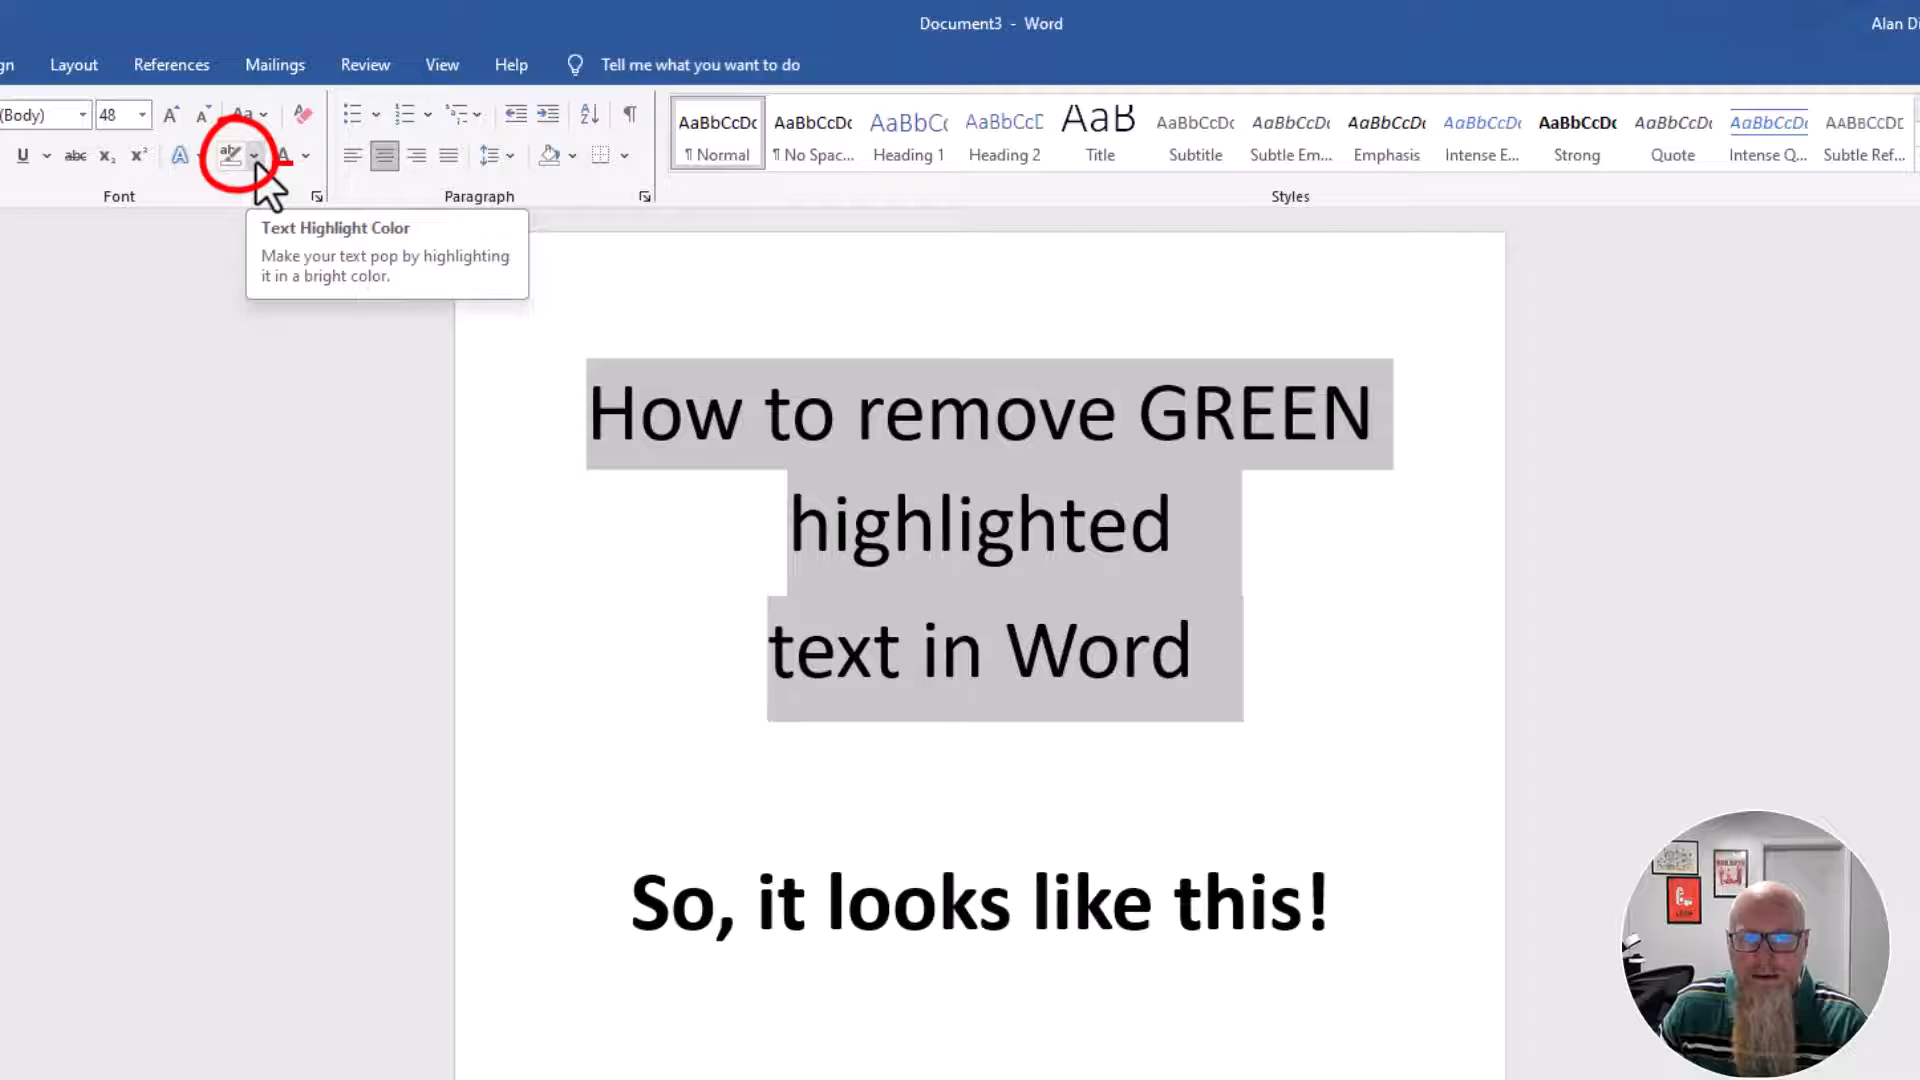 Document3 - Word
Alan Di
gn Layout References Mailings Review View Help Tell me what you want to do
(Body) 48 Aa
AaBbCcDc AaBbCcDc AaBbCc AaBbCcD AaB AaBbCcDc AaBbCcDc AaBbCcDc AaBbCcDc AaBbCcDc AaBbCcDc AaBbCcDc AaBbCcDc
¶ Normal ¶ No Spac... Heading 1 Heading 2 Title Subtitle Subtle Em... Emphasis Intense E... Strong Quote Intense Q... Subtle Ref...
Font Paragraph Styles
Text Highlight Color
Make your text pop by highlighting
it in a bright color.
How to remove GREEN
highlighted
text in Word
So, it looks like this!